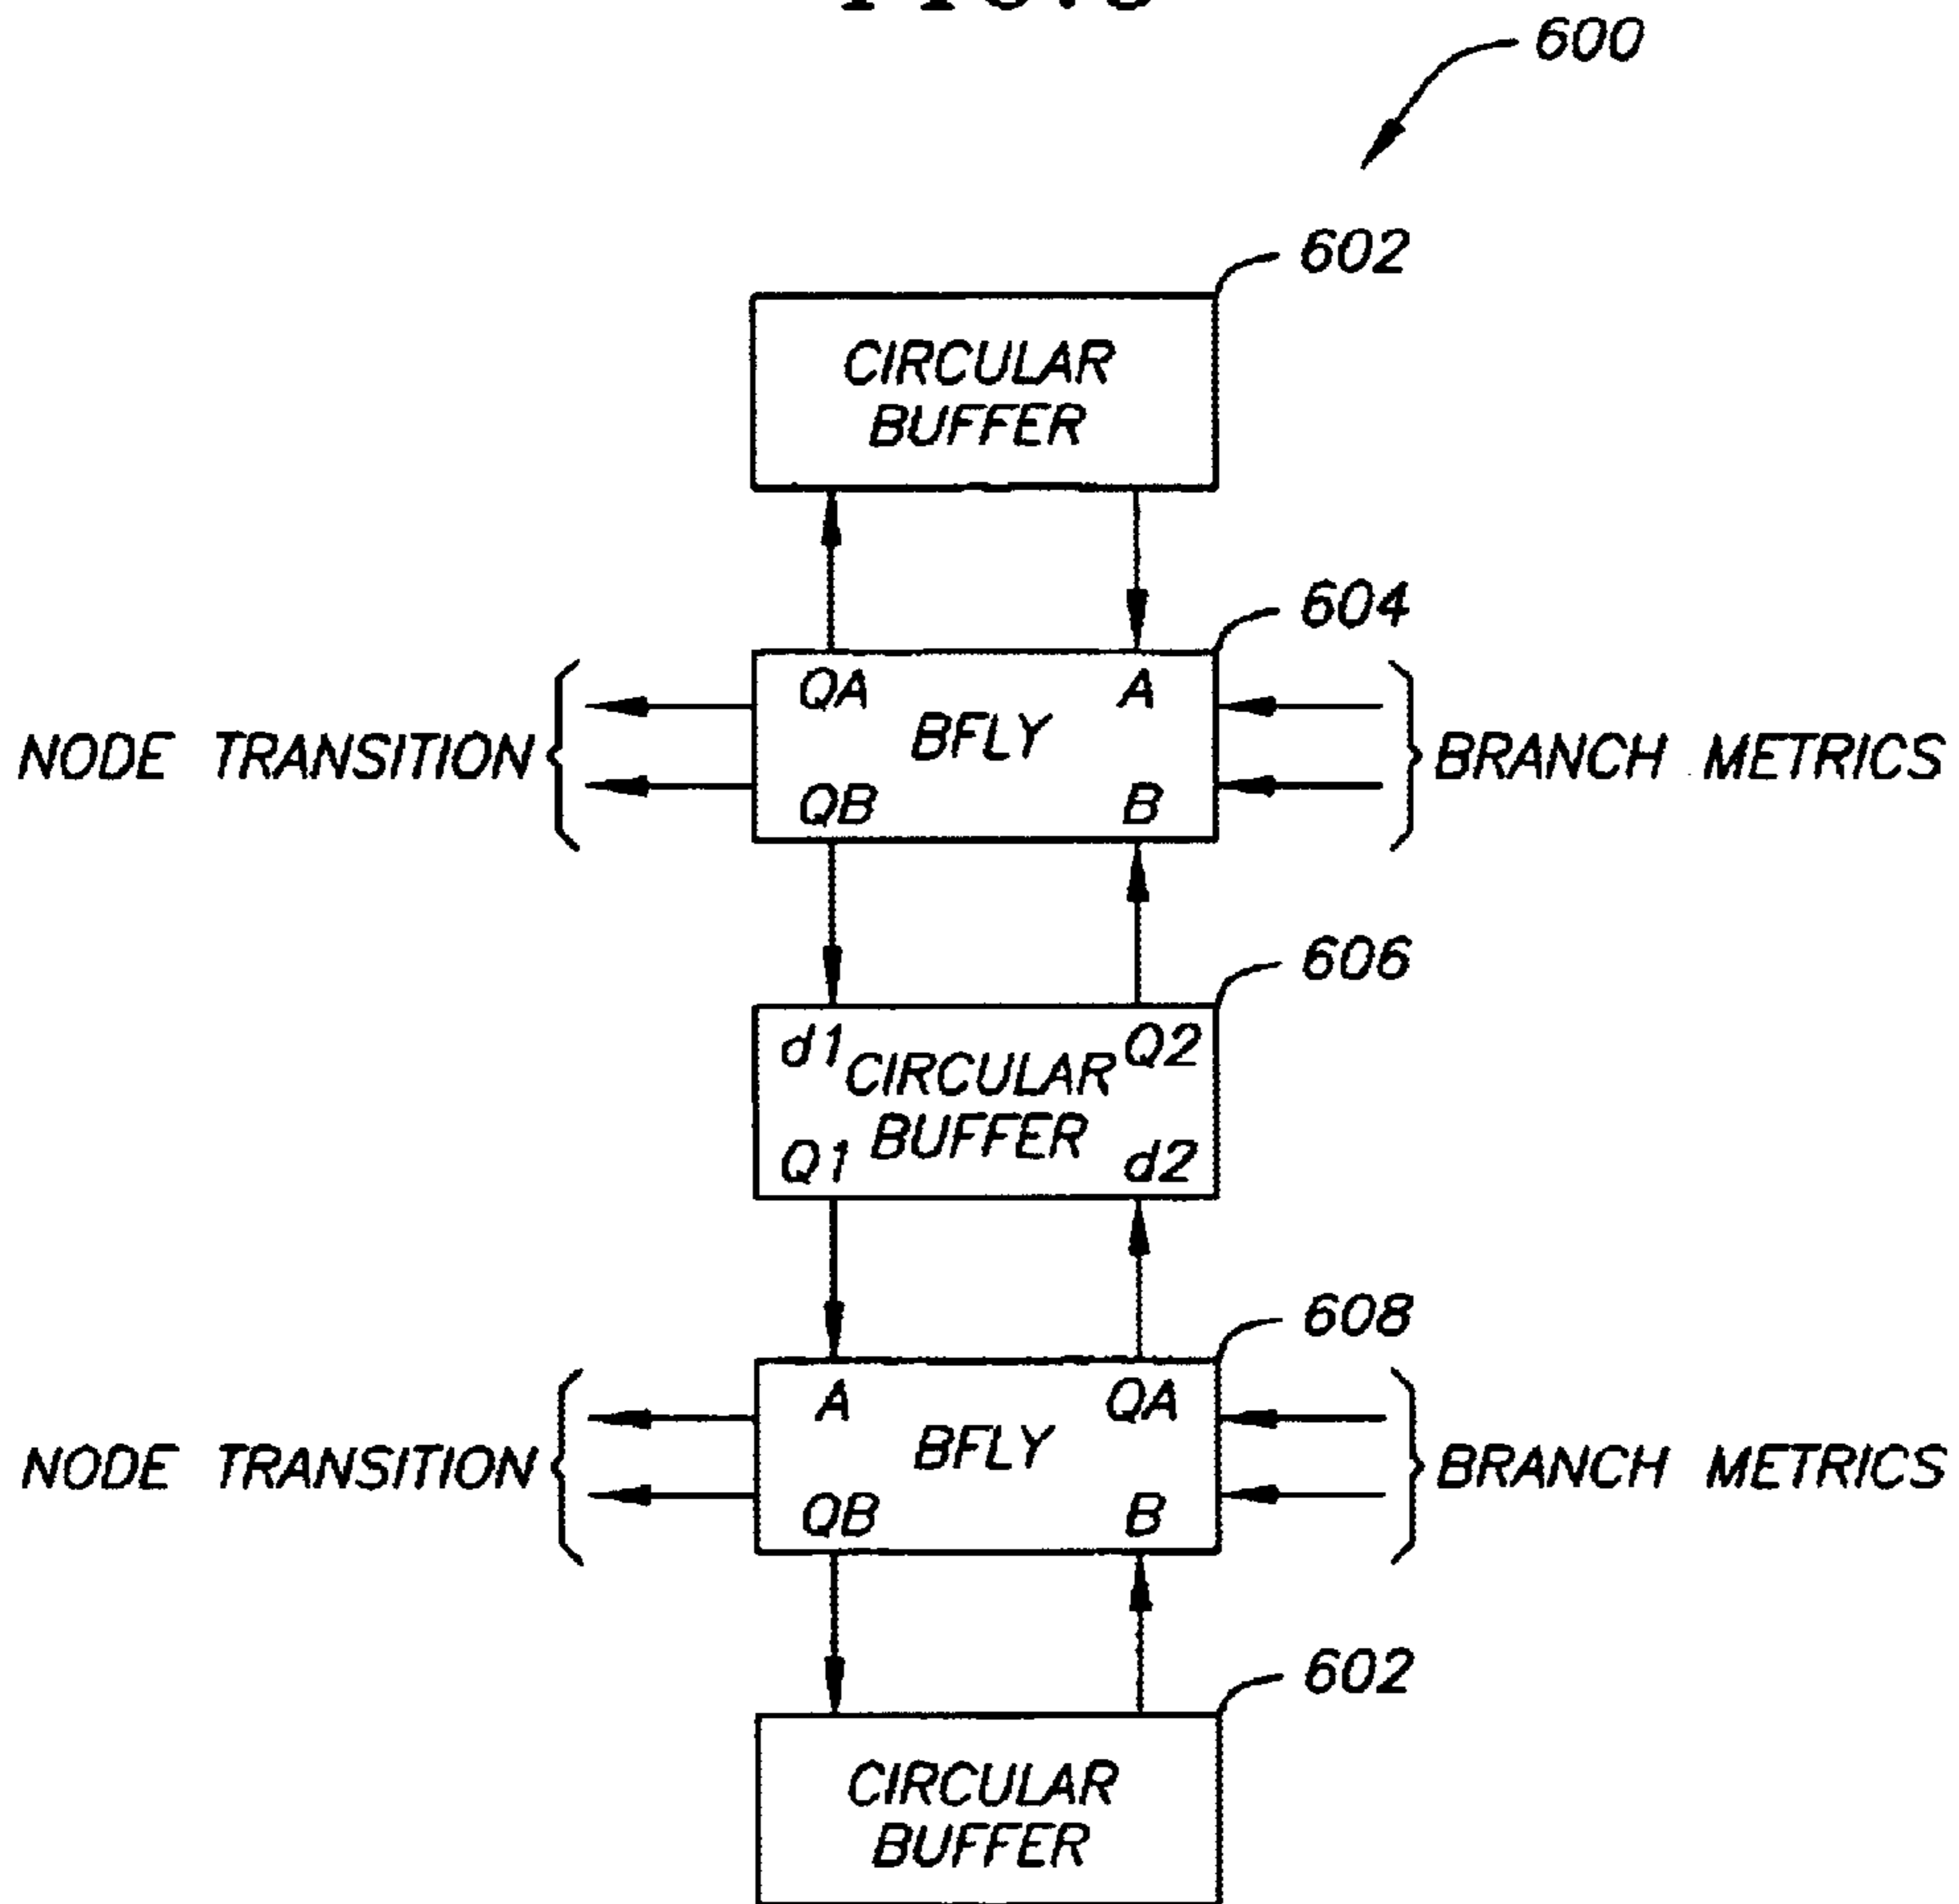 600
602
CIRCULAR
BUFFER
604
QA A
BFLY
NODE TRANSITION
BRANCH METRICS
QB B
606
d1 Q2
CIRCULAR
BUFFER
Q1 d2
608
A QA
BFLY
NODE TRANSITION
BRANCH METRICS
QB B
602
CIRCULAR
BUFFER